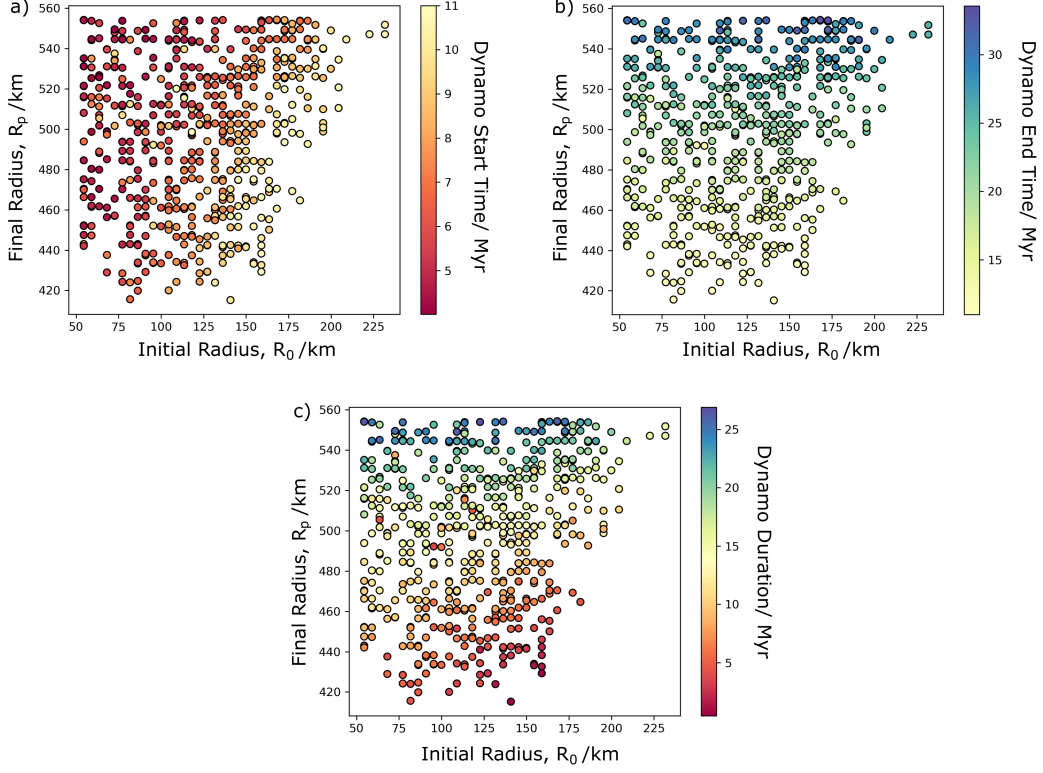 a)
560
540
520
500
480
460
440
420
Final Radius, Rp /km
50 75 100 125 150 175 200 225
Initial Radius, R0 /km
11
10
9
8
7
6
5
Dynamo Start Time/ Myr
b)
560
540
520
500
480
460
440
420
Final Radius, Rp /km
50 75 100 125 150 175 200 225
Initial Radius, R0 /km
30
25
20
15
Dynamo End Time/ Myr
c)
560
540
520
500
480
460
440
420
Final Radius, Rp /km
50 75 100 125 150 175 200 225
Initial Radius, R0 /km
25
20
15
10
5
Dynamo Duration/ Myr